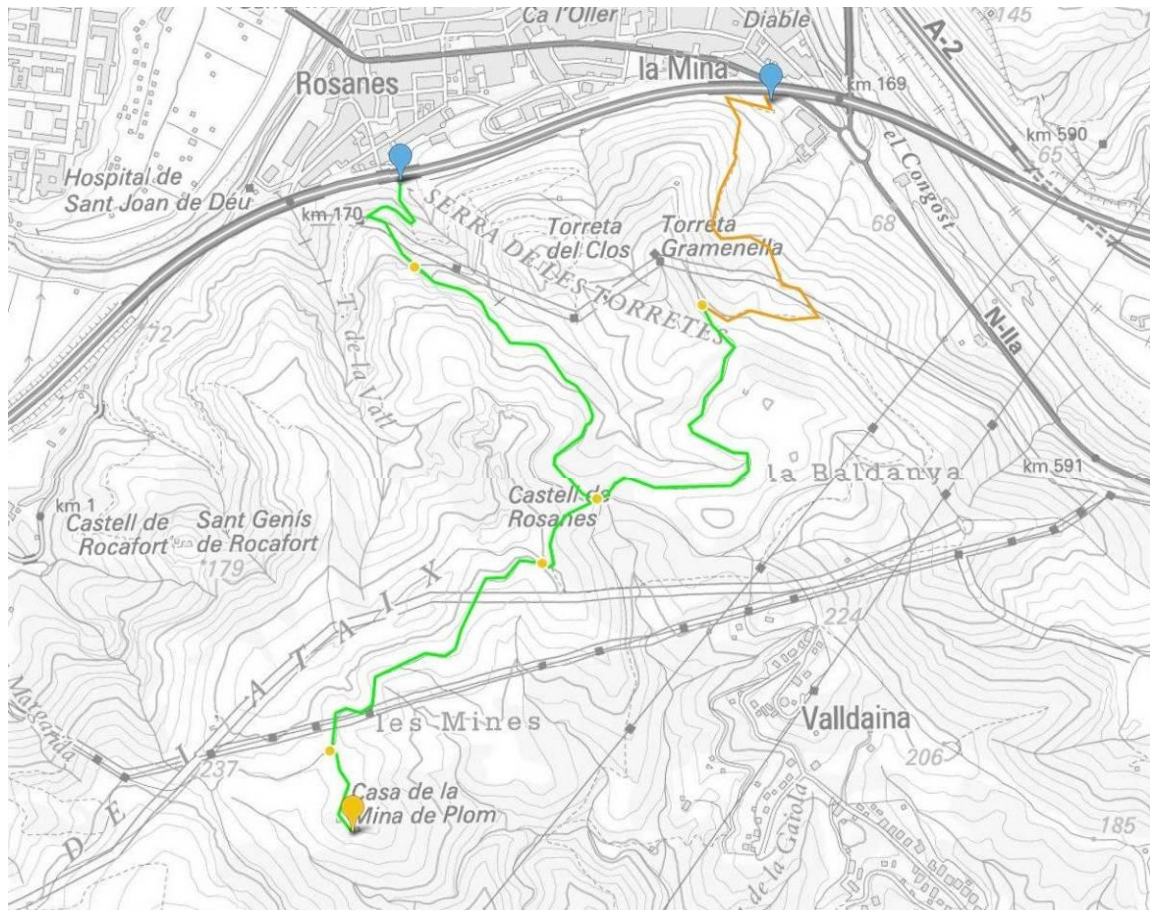 Ca l'Oller
Diable
145
A-2
Rosanes
la Mina
km 169
km 590
65
el Congost
Hospital de
Sant Joan de Déu
km 170
SERRA DE LES TORRETES
Torreta
del Clos
Torreta
Gramenella
68
N-IIa
72
T. de la Vall
la Baldanya
km 591
km 1
Castell de
Rocafort
Sant Genís
de Rocafort
179
Castell de
Rosanes
DE L'ATAIX
224
Margarida
les Mines
Valldaina
237
206
Casa de la
Mina de Plom
185
de la Gaiola